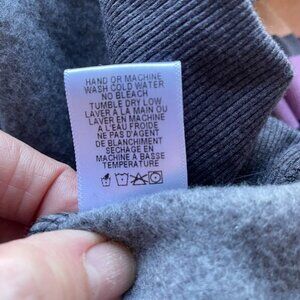 HAND OR MACHINE
WASH COLD WATER
NO BLEACH
TUMBLE DRY LOW
LAVER À LA MAIN OU
LAVER EN MACHINE
A L'EAU FROIDE
NE PAS D'AGENT
DE BLANCHIMENT
SECHAGE EN
MACHINE A BASSE
TEMPERATURE